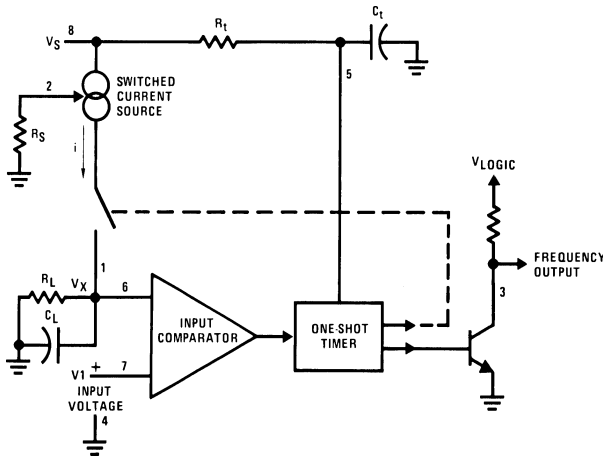 Ct
8
Rt
VS
5
2
SWITCHED
CURRENT
SOURCE
RS
i
VLOGIC
FREQUENCY
OUTPUT
3
1
RL
VX
6
CL
INPUT
COMPARATOR
ONE-SHOT
TIMER
V1
+
7
INPUT
VOLTAGE
4